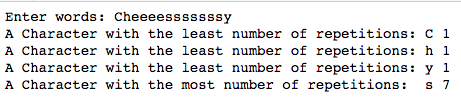 Enter words: Cheeeesssssssy
A Character with the least number of repetitions: C 1
A Character with the least number of repetitions: h 1
A Character with the least number of repetitions: y 1
A Character with the most number of repetitions:  s 7